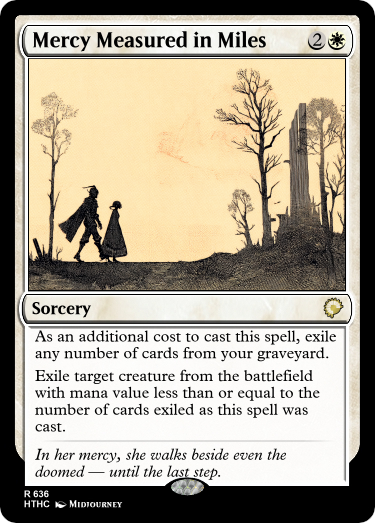 Mercy Measured in Miles 2
Sorcery
As an additional cost to cast this spell, exile
any number of cards from your graveyard.
Exile target creature from the battlefield
with mana value less than or equal to the
number of cards exiled as this spell was
cast.
In her mercy, she walks beside even the
doomed — until the last step.
R 636
HTHC Midjourney